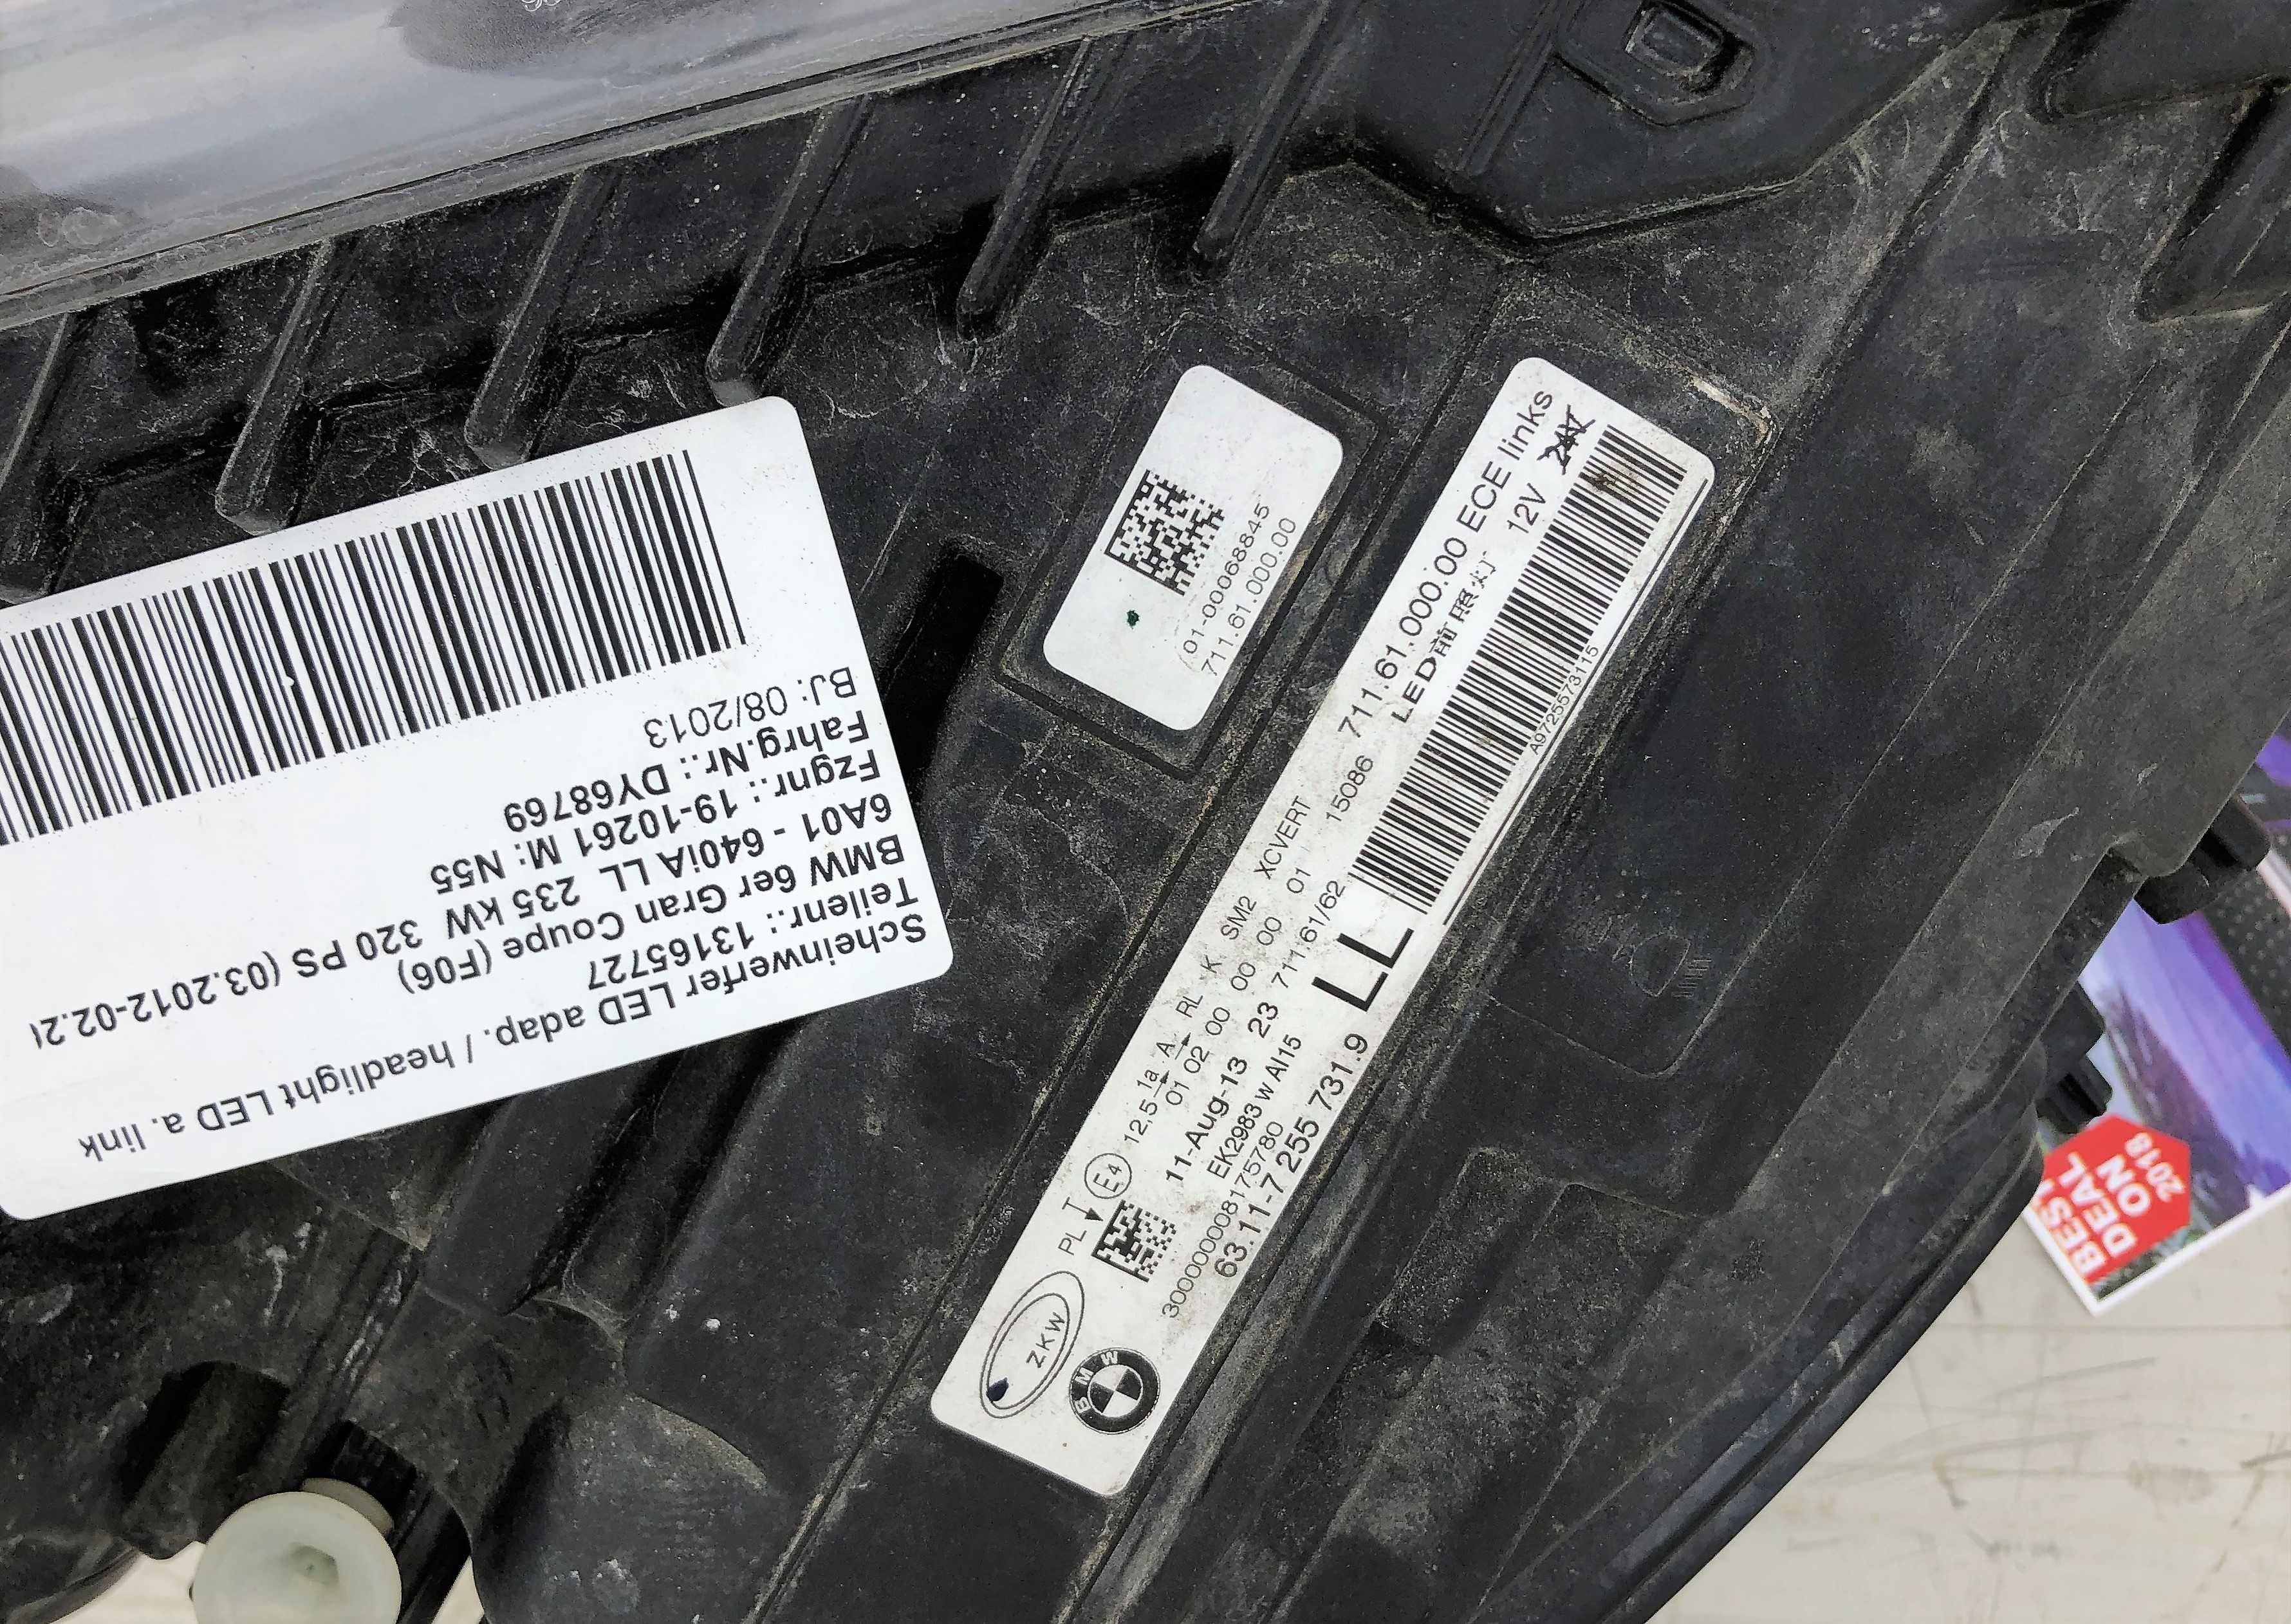 Scheinwerfer LED adap. / headlight LED a. link
Teilenr.: 13165727
BMW 6er Gran Coupe (F06)
6A01 - 640iA LL 235 kW 320 PS (03.2012-02.2
Fzgnr.: 19-10261 M: N55
Fahrg.Nr.: DY68769
BJ: 08/2013
01-00068845
711.61.000.00
ZKW
PL T E4 12,5 1a A RL K SM2 XCVERT
01 02 02 00 00 00 00 01 15086
711.61.000.00 ECE links
LED前照灯 12V 24V
11-Aug-13 23
EK2983 w AI15 711.61/62
300000008175780
63.11-7 255 731.9 LL
A9725573115
BMW
BEST
DEAL
ON
2018